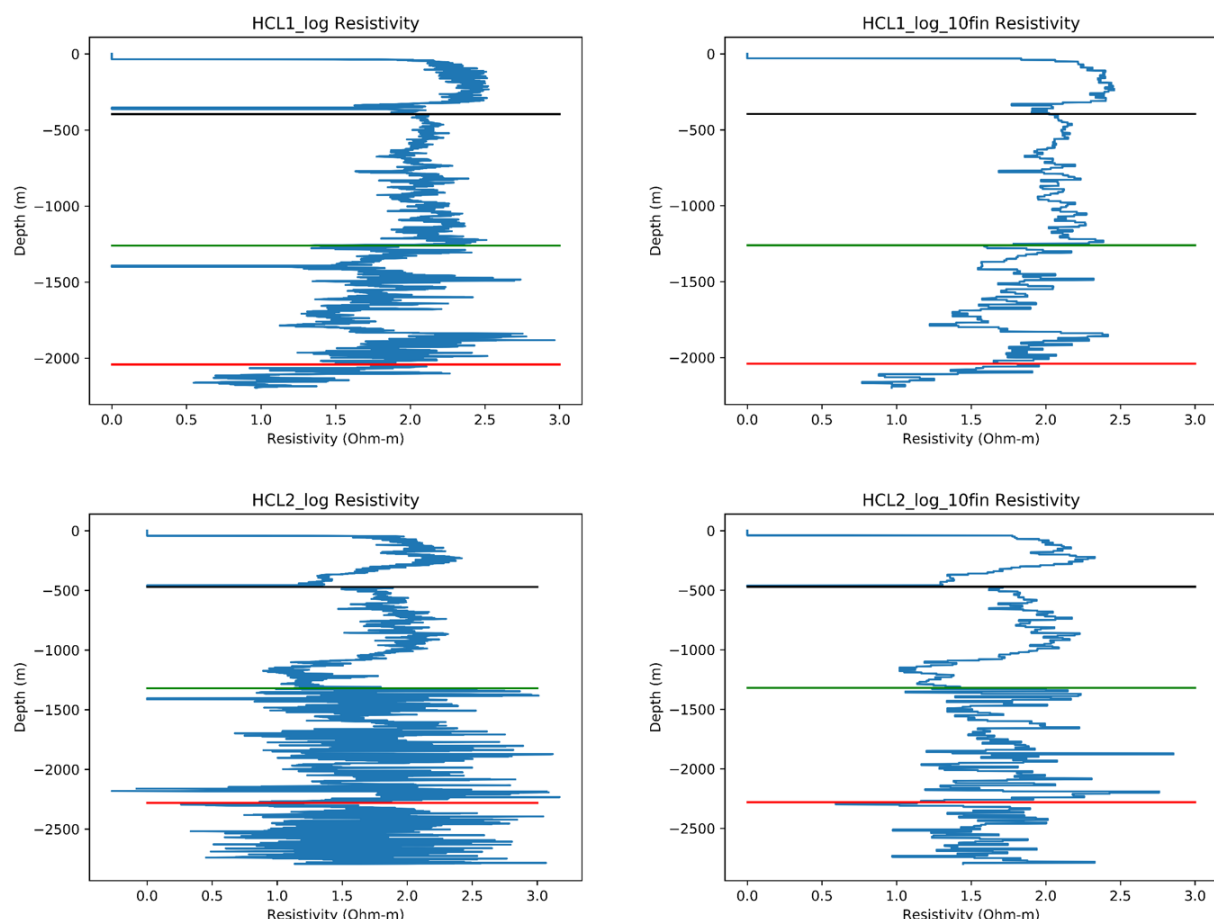 HCL1_log Resistivity
0
−500
−1000
−1500
−2000
Depth (m)
0.0 0.5 1.0 1.5 2.0 2.5 3.0
Resistivity (Ohm-m)
HCL1_log_10fin Resistivity
0
−500
−1000
−1500
−2000
Depth (m)
0.0 0.5 1.0 1.5 2.0 2.5 3.0
Resistivity (Ohm-m)
HCL2_log Resistivity
0
−500
−1000
−1500
−2000
−2500
Depth (m)
0.0 0.5 1.0 1.5 2.0 2.5 3.0
Resistivity (Ohm-m)
HCL2_log_10fin Resistivity
0
−500
−1000
−1500
−2000
−2500
Depth (m)
0.0 0.5 1.0 1.5 2.0 2.5 3.0
Resistivity (Ohm-m)